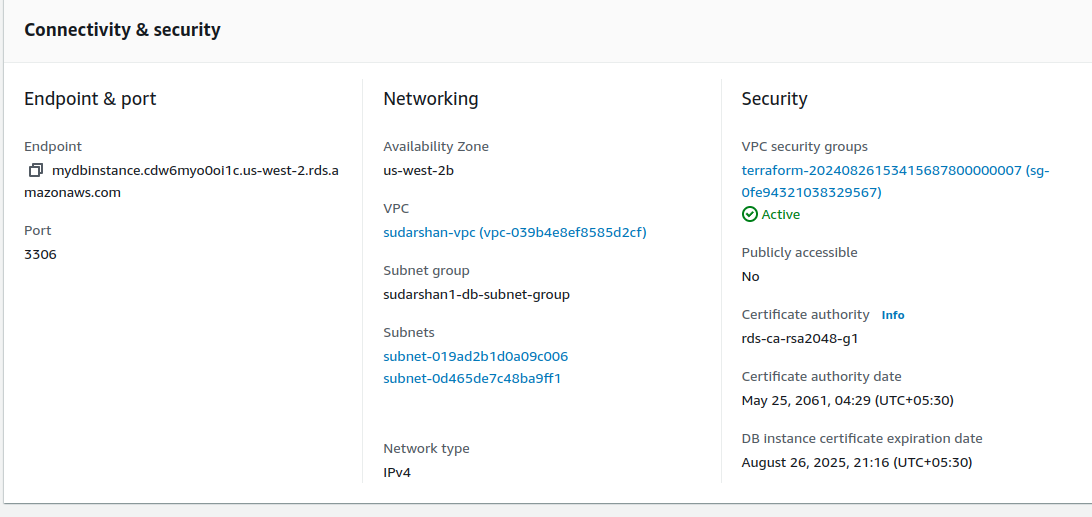 Connectivity & security
Endpoint & port
Endpoint
mydbinstance.cdw6myo0oi1c.us-west-2.rds.a
mazonaws.com
Port
3306
Networking
Availability Zone
us-west-2b
VPC
sudarshan-vpc (vpc-039b4e8ef8585d2cf)
Subnet group
sudarshan1-db-subnet-group
Subnets
subnet-019ad2b1d0a09c006
subnet-0d465de7c48ba9ff1
Network type
IPv4
Security
VPC security groups
terraform-20240826153415687800000007 (sg-
0fe94321038329567)
Active
Publicly accessible
No
Certificate authority Info
rds-ca-rsa2048-g1
Certificate authority date
May 25, 2061, 04:29 (UTC+05:30)
DB instance certificate expiration date
August 26, 2025, 21:16 (UTC+05:30)